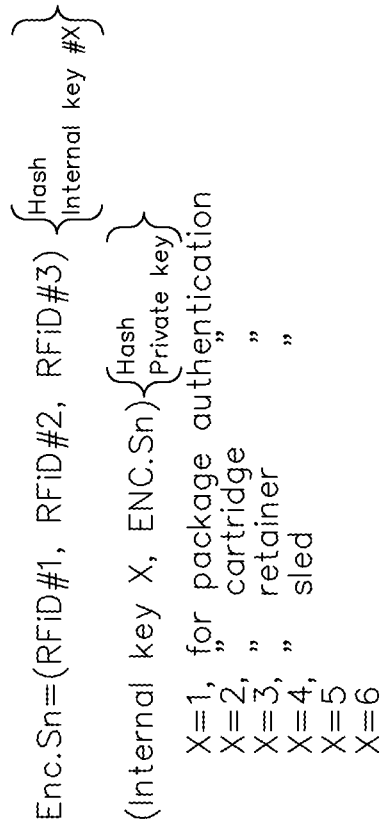 Enc.Sn=(RFiD#1, RFiD#2, RFiD#3) {Hash
Internal key #X}
(Internal key X, ENC.Sn) {Hash
Private key}
X=1, for package authentication
X=2, „ cartridge „
X=3, „ retainer „
X=4, „ sled „
X=5
X=6